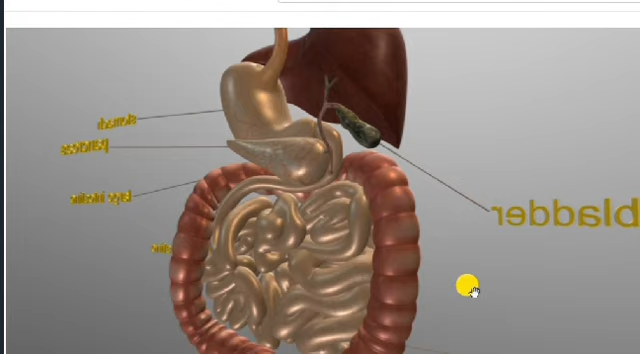 stomach
pancreas
large intestine
bladder